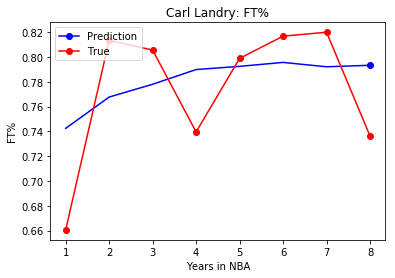 Carl Landry: FT%
Prediction
True
0.82
0.80
0.78
0.76
0.74
0.72
0.70
0.68
0.66
FT%
1 2 3 4 5 6 7 8
Years in NBA